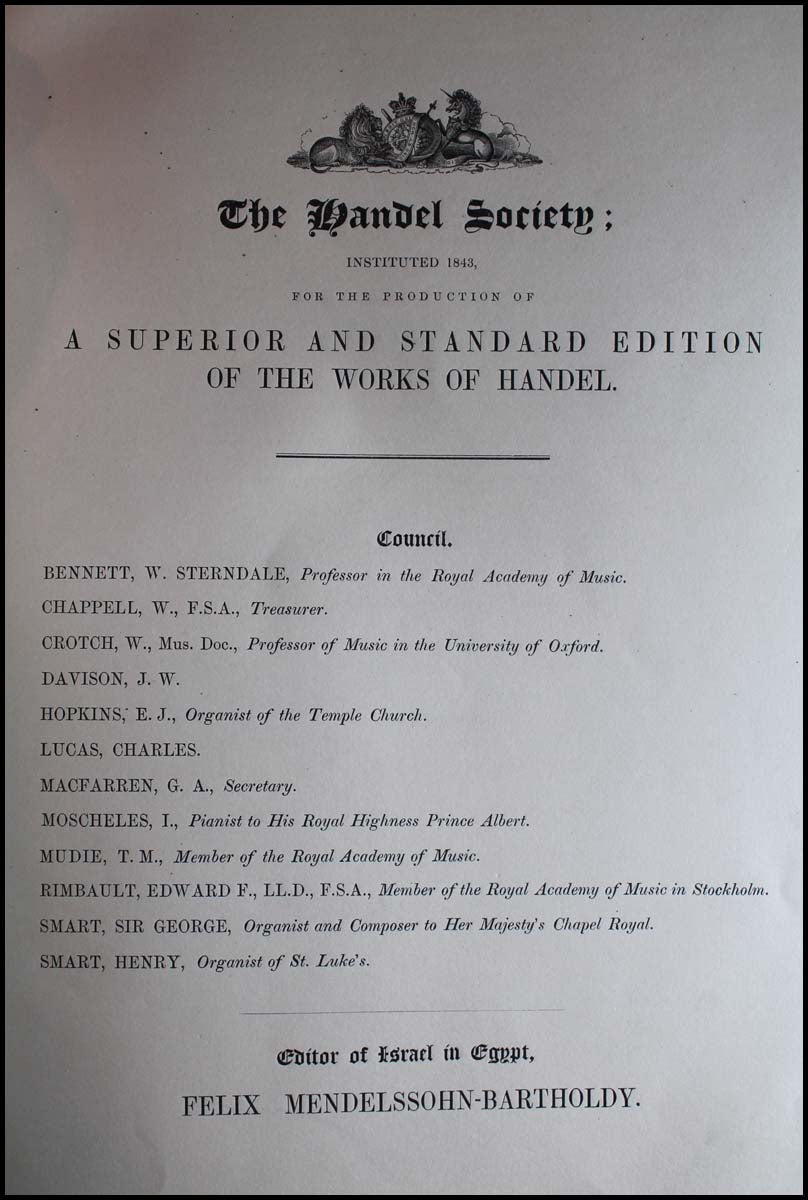 The Handel Society;
INSTITUTED 1843,
FOR THE PRODUCTION OF
A SUPERIOR AND STANDARD EDITION
OF THE WORKS OF HANDEL.
Council.
BENNETT, W. STERNDALE, Professor in the Royal Academy of Music.
CHAPPELL, W., F.S.A., Treasurer.
CROTCH, W., Mus. Doc., Professor of Music in the University of Oxford.
DAVISON, J. W.
HOPKINS, E. J., Organist of the Temple Church.
LUCAS, CHARLES.
MACFARREN, G. A., Secretary.
MOSCHELES, I., Pianist to His Royal Highness Prince Albert.
MUDIE, T. M., Member of the Royal Academy of Music.
RIMBAULT, EDWARD F., LL.D., F.S.A., Member of the Royal Academy of Music in Stockholm.
SMART, SIR GEORGE, Organist and Composer to Her Majesty's Chapel Royal.
SMART, HENRY, Organist of St. Luke's.
Editor of Israel in Egypt,
FELIX MENDELSSOHN-BARTHOLDY.